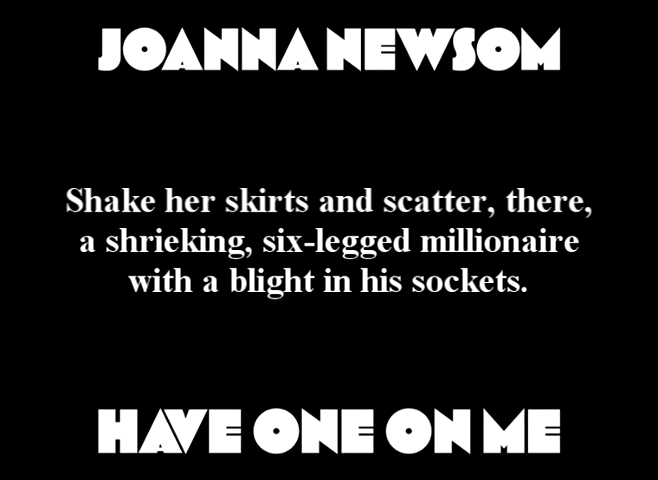 JOANNA NEWSOM
Shake her skirts and scatter, there,
a shrieking, six-legged millionaire
with a blight in his sockets.
HAVE ONE ON ME